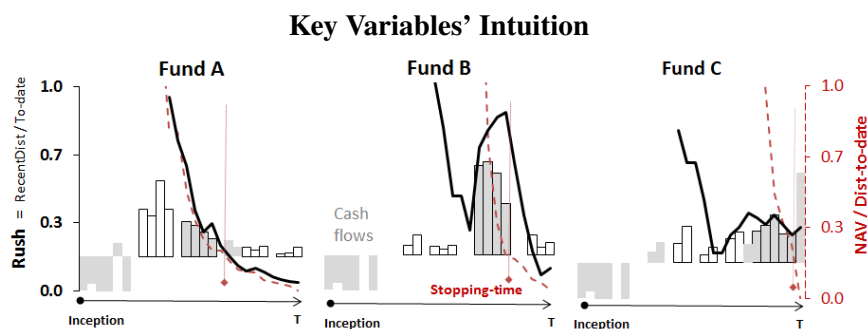 Key Variables' Intuition
Fund A
Fund B
Fund C
Rush = RecentDist / To-date
1.0
0.7
0.3
0.0
Cash
flows
Stopping-time
1.0
0.7
0.3
0.0
NAV / Dist-to-date
Inception
T
Inception
T
Inception
T